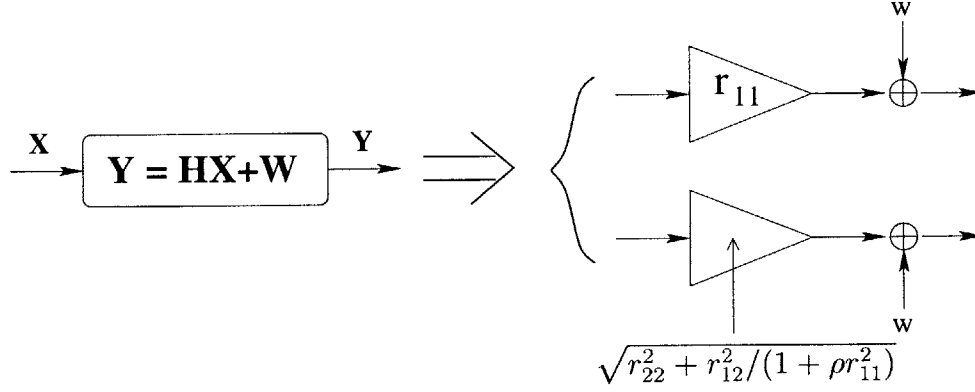 X
Y = HX+W
Y
r₁₁
w
w
√(r₂₂² + r₁₂²/(1 + ρr₁₁²))